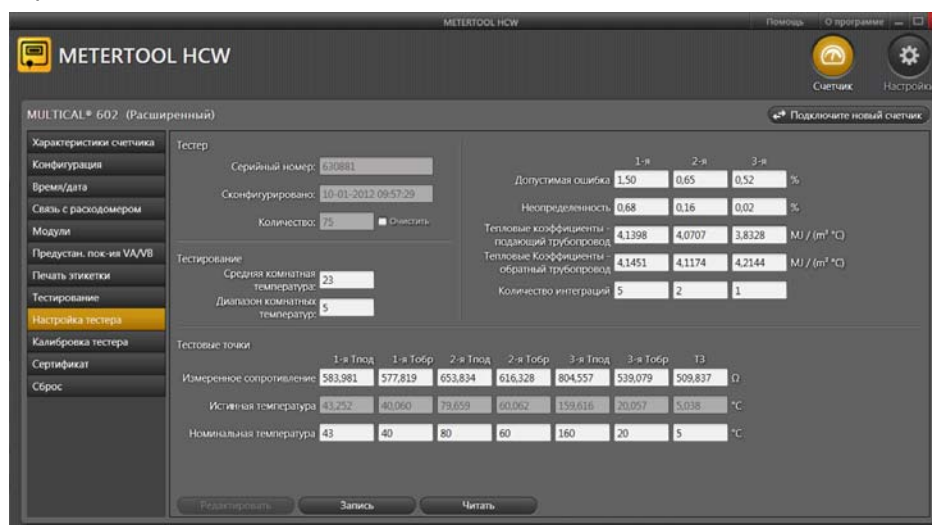 METERTOOL HCW
Помощь О программе
METERTOOL HCW
Счетчик Настройки
MULTICAL® 602 (Расширенный)
Подключите новый счетчик
Характеристики счетчика
Конфигурация
Время/дата
Связь с расходомером
Модули
Предустан. пок-ия VA/VB
Печать этикетки
Тестирование
Настройка тестера
Калибровка тестера
Сертификат
Сброс
Тестер
Серийный номер: 630881
Сконфигурировано: 10-01-2012 09:57:29
Количество: 75 Очистить
Тестирование
Средняя комнатная температура: 23
Диапазон комнатных температур: 5
1-я 2-я 3-я
Допустимая ошибка 1,50 0,65 0,52 %
Неопределенность 0,68 0,16 0,02 %
Тепловые коэффициенты - подающий трубопровод 4,1398 4,0707 3,8328 MJ / (m³ °C)
Тепловые Коэффициенты - обратный трубопровод 4,1451 4,1174 4,2144 MJ / (m³ °C)
Количество интеграций 5 2 1
Тестовые точки
1-я Тпод 1-я Тобр 2-я Тпод 2-я Тобр 3-я Тпод 3-я Тобр Т3
Измеренное сопротивление 583,981 577,819 653,834 616,328 804,557 539,079 509,837 Ω
Истинная температура 43,252 40,060 79,659 60,062 159,616 20,057 5,038 °C
Номинальная температура 43 40 80 60 160 20 5 °C
Редактировать Запись Читать